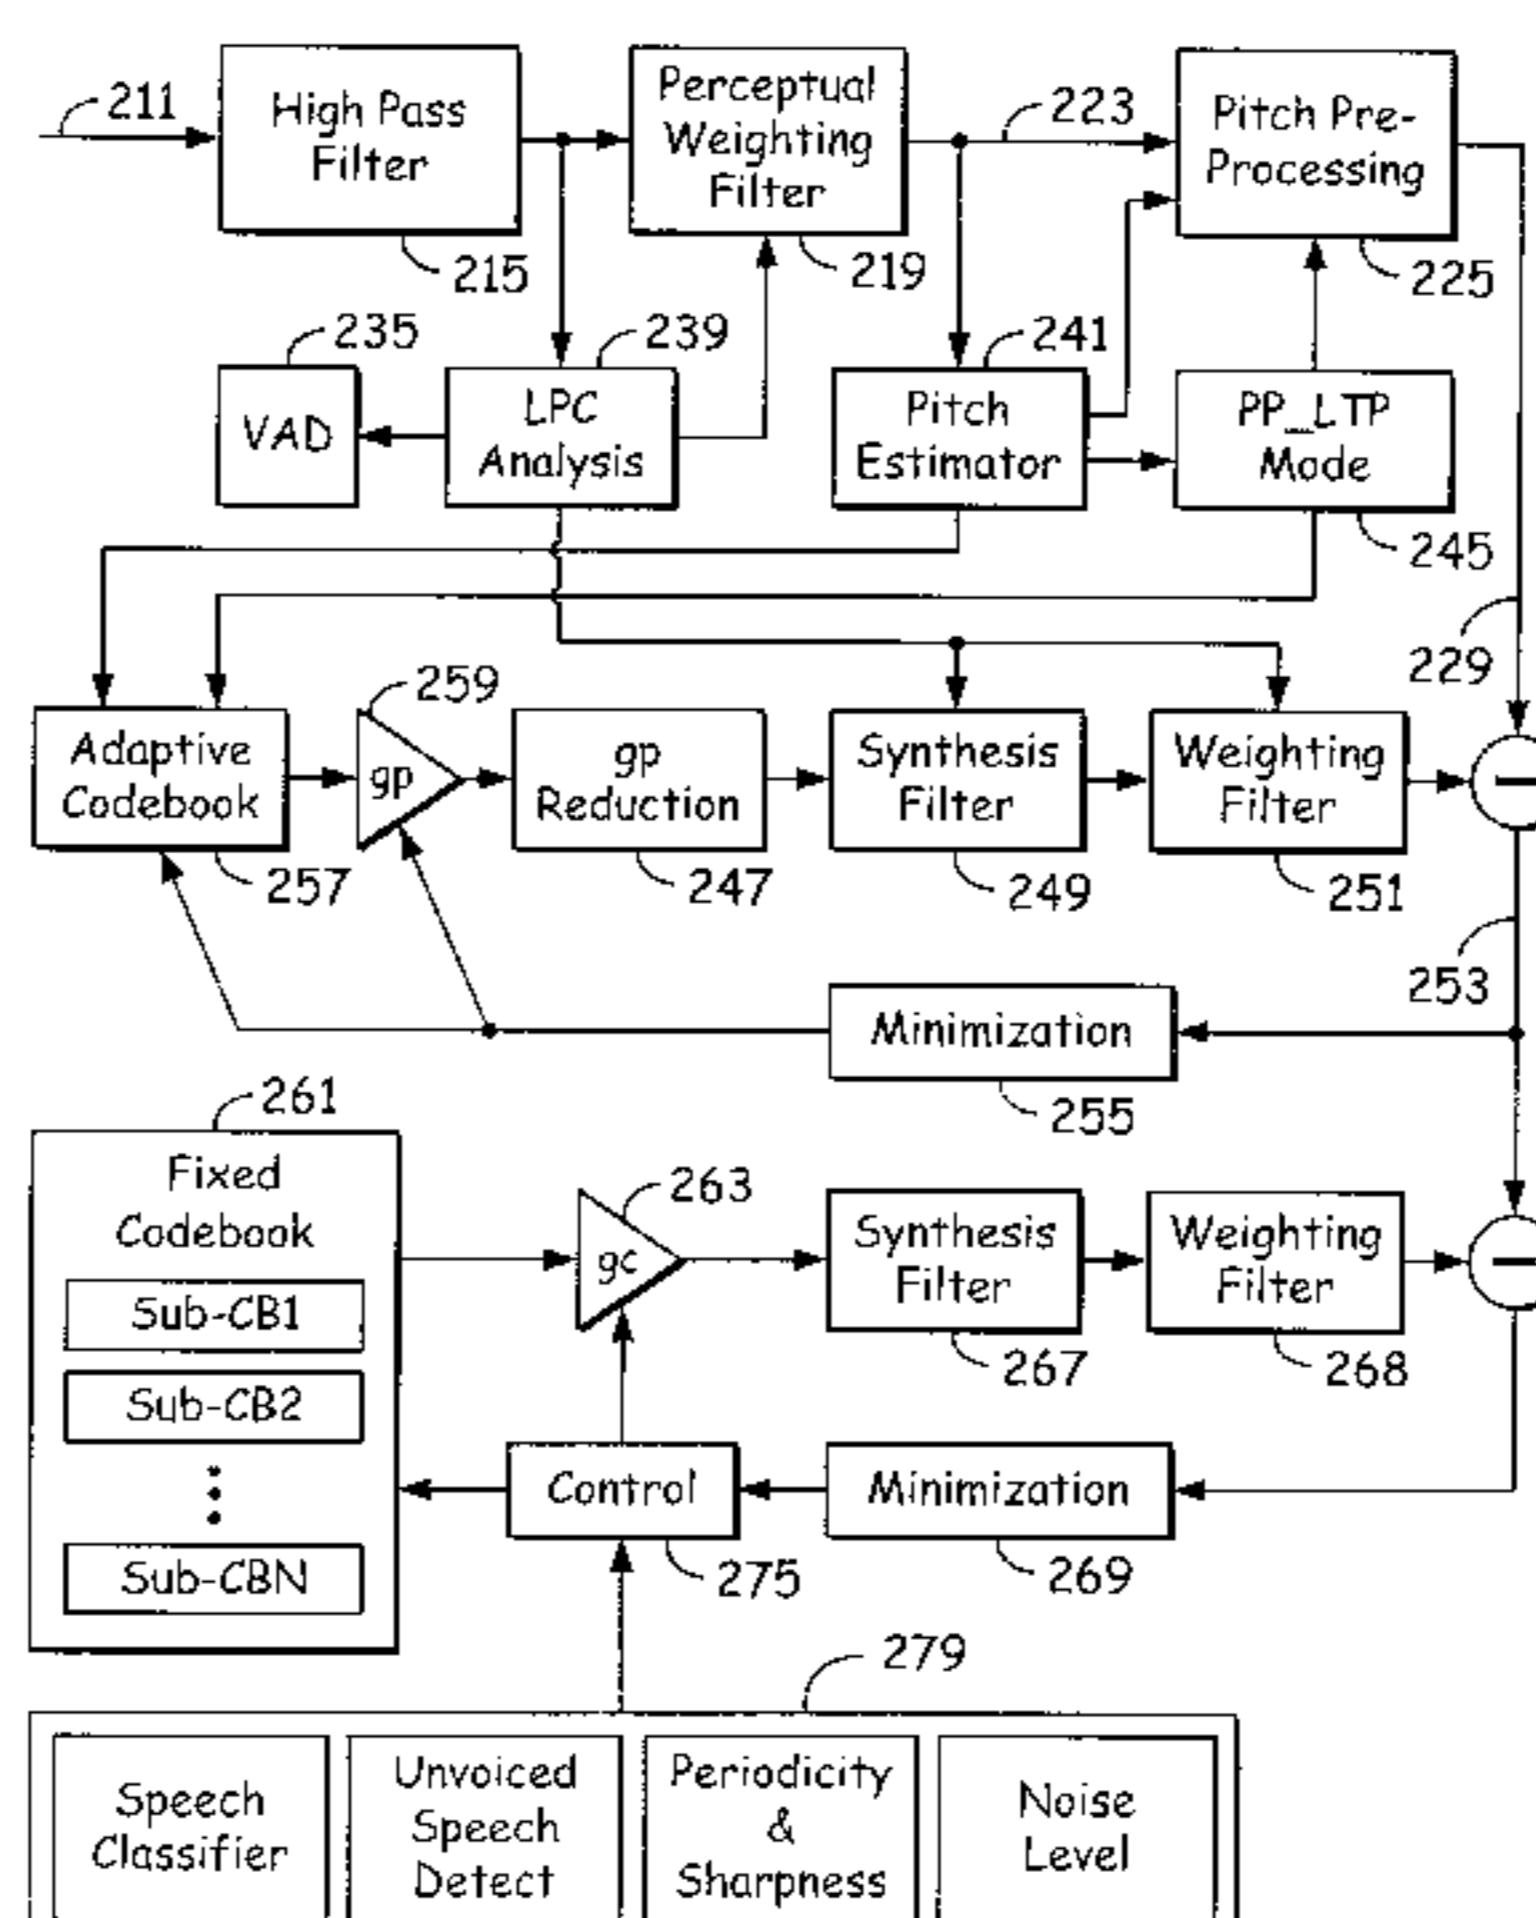 211
High Pass
Filter
215
Perceptual
Weighting
Filter
219
223
Pitch Pre-
Processing
225
235
VAD
239
LPC
Analysis
241
Pitch
Estimator
PP_LTP
Mode
245
229
Adaptive
Codebook
257
259
gp
gp
Reduction
247
Synthesis
Filter
249
Weighting
Filter
251
253
Minimization
255
261
Fixed
Codebook
Sub-CB1
Sub-CB2
Sub-CBN
263
gc
Synthesis
Filter
267
Weighting
Filter
268
Control
275
Minimization
269
279
Speech
Classifier
Unvoiced
Speech
Detect
Periodicity
&
Sharpness
Noise
Level